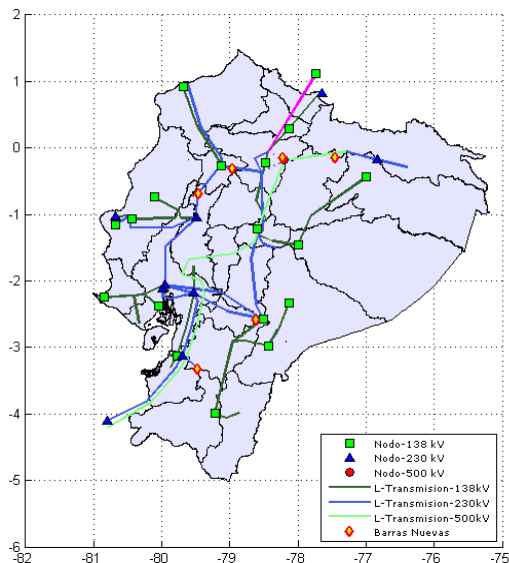 2
1
0
-1
-2
-3
-4
-5
-6
-82
-81
-80
-79
-78
-77
-76
-75
Nodo-138 kV
Nodo-230 kV
Nodo-500 kV
L-Transmision-138kV
L-Transmision-230kV
L-Transmision-500kV
Barras Nuevas